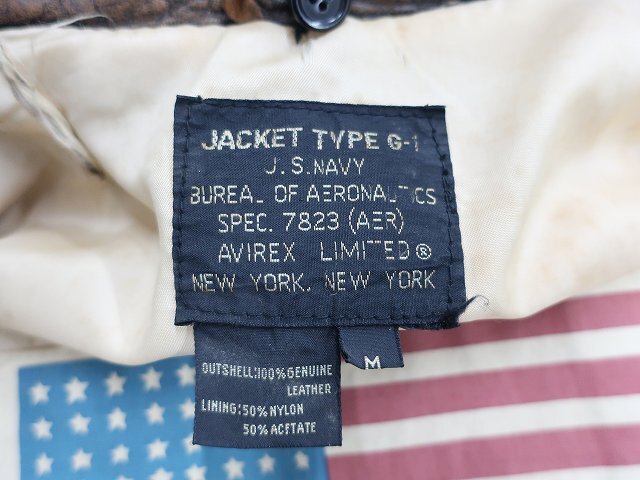 JACKET TYPE G-1
U.S.NAVY
BUREAU OF AERONAUTICS
SPEC. 7823 (AER)
AVIREX LIMITED®
NEW YORK, NEW YORK
M
OUTSHELL:100% GENUINE
LEATHER
LINING:50% NYLON
50% ACETATE